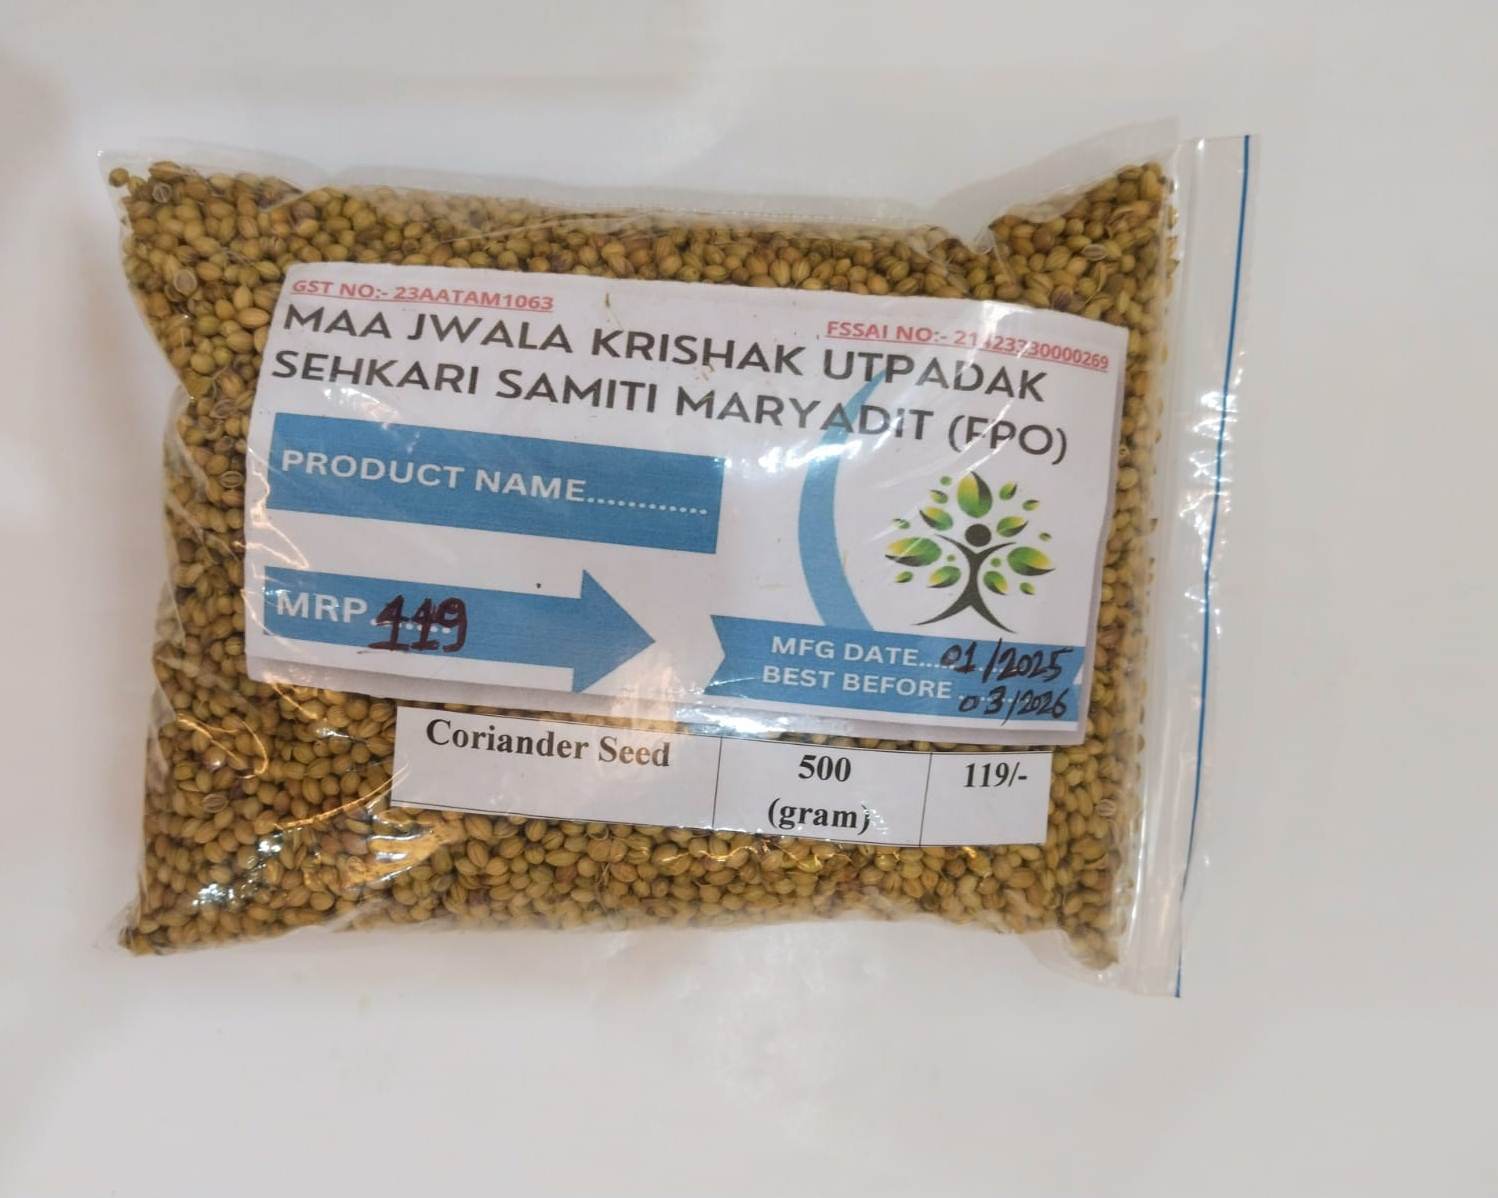 GST NO:- 23AATAM1063
FSSAI NO:- 21423330000269
MAA JWALA KRISHAK UTPADAK
SEHKARI SAMITI MARYADIT (FPO)
PRODUCT NAME............
MRP........119
MFG DATE.... 01/2025
BEST BEFORE .... 03/2026
Coriander Seed 500 119/-
(gram)